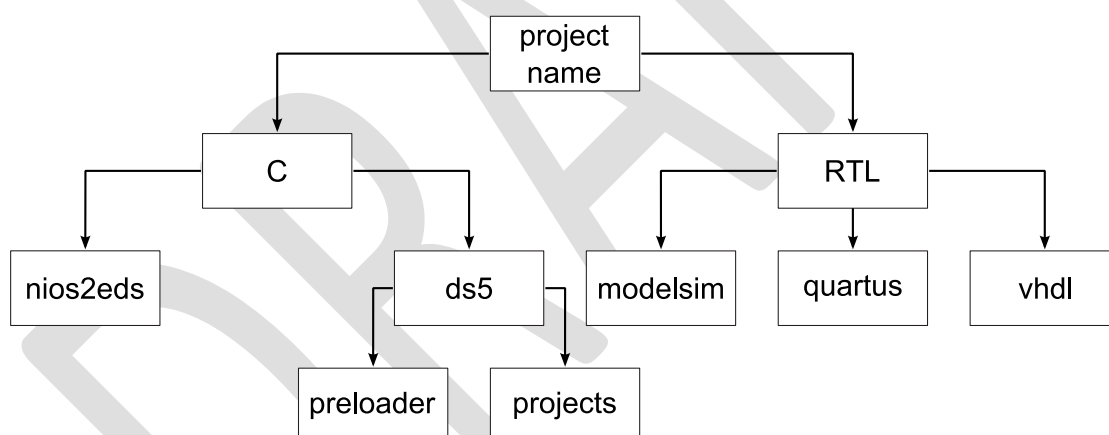 project
name
C
RTL
nios2eds
ds5
modelsim
quartus
vhdl
preloader
projects